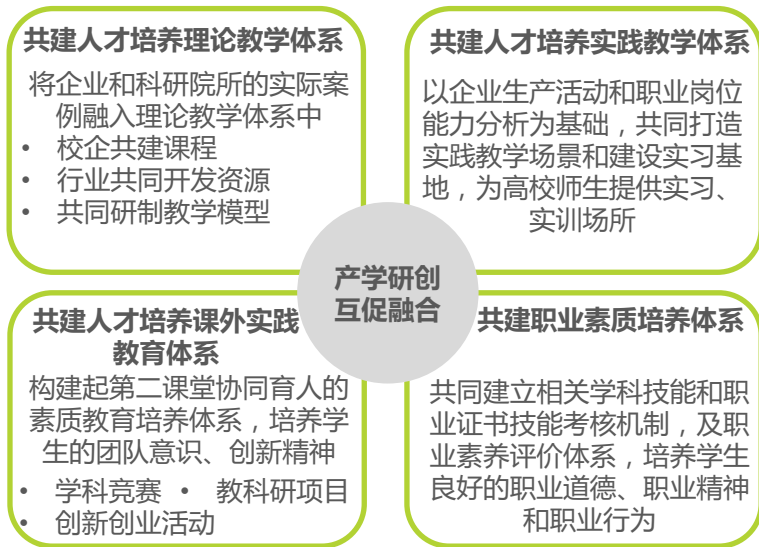 共建人才培养理论教学体系
将企业和科研院所的实际案
例融入理论教学体系中
• 校企共建课程
• 行业共同开发资源
• 共同研制教学模型
共建人才培养实践教学体系
以企业生产活动和职业岗位
能力分析为基础，共同打造
实践教学场景和建设实习基
地，为高校师生提供实习、
实训场所
产学研创
互促融合
共建人才培养课外实践
教育体系
构建起第二课堂协同育人的
素质教育培养体系，培养学
生的团队意识、创新精神
• 学科竞赛 • 教科研项目
• 创新创业活动
共建职业素质培养体系
共同建立相关学科技能和职
业证书技能考核机制，及职
业素养评价体系，培养学生
良好的职业道德、职业精神
和职业行为